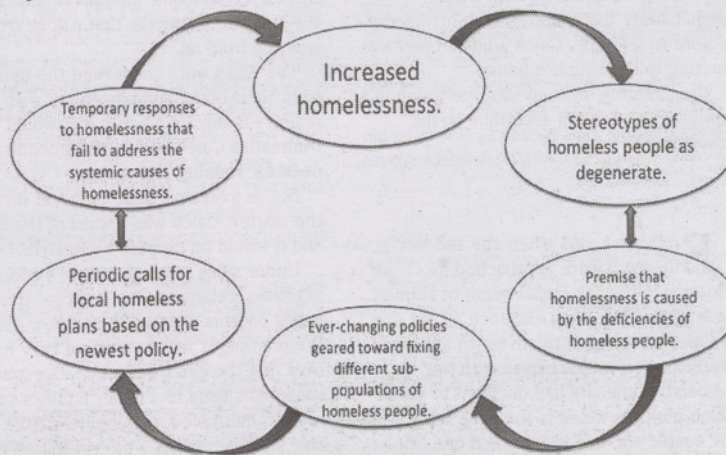 Increased
homelessness.
Stereotypes of
homeless people as
degenerate.
Premise that
homelessness is caused
by the deficiencies of
homeless people.
Ever-changing policies
geared toward fixing
different sub-
populations of
homeless people.
Periodic calls for
local homeless
plans based on the
newest policy.
Temporary responses
to homelessness that
fail to address the
systemic causes of
homelessness.